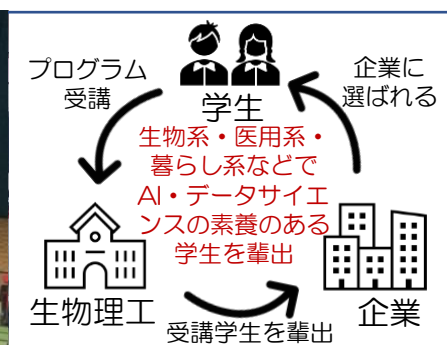 プログラム
受講
企業に
選ばれる
学生
生物系・医用系・
暮らし系などで
AI・データサイエ
ンスの素養のある
学生を輩出
生物理工
企業
受講学生を輩出